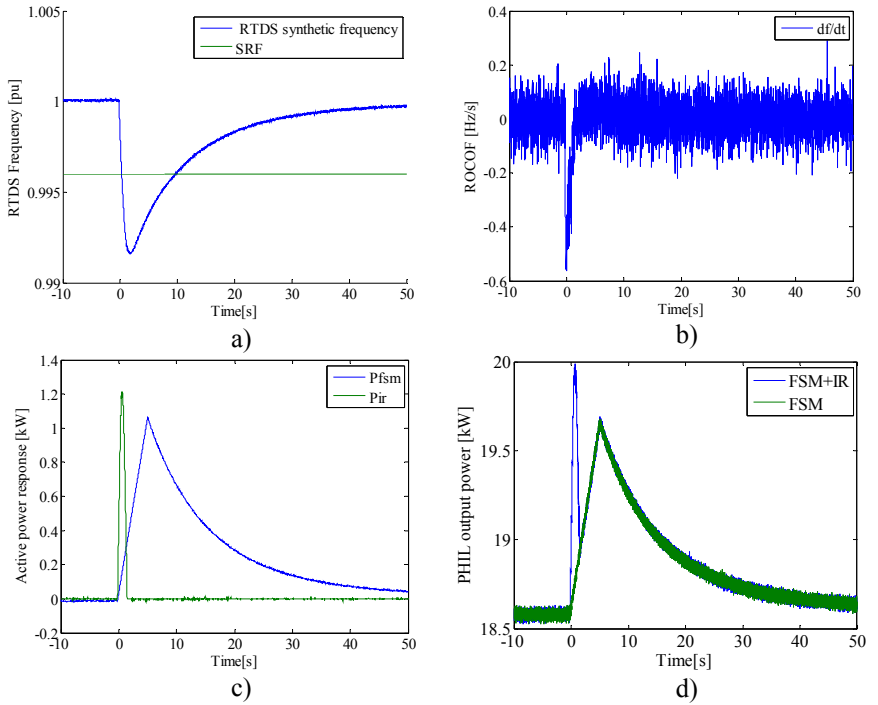 1.005
RTDS synthetic frequency
SRF
1
0.995
0.99
RTDS Frequency [pu]
-10 0 10 20 30 40 50
Time[s]
a)
0.4
df/dt
0.2
0
-0.2
-0.4
-0.6
ROCOF [Hz/s]
-10 0 10 20 30 40 50
Time[s]
b)
1.4
Pfsm
Pir
1.2
1
0.8
0.6
0.4
0.2
0
-0.2
Active power response [kW]
-10 0 10 20 30 40 50
Time[s]
c)
20
FSM+IR
FSM
19.5
19
18.5
PHIL output power [kW]
-10 0 10 20 30 40 50
Time[s]
d)